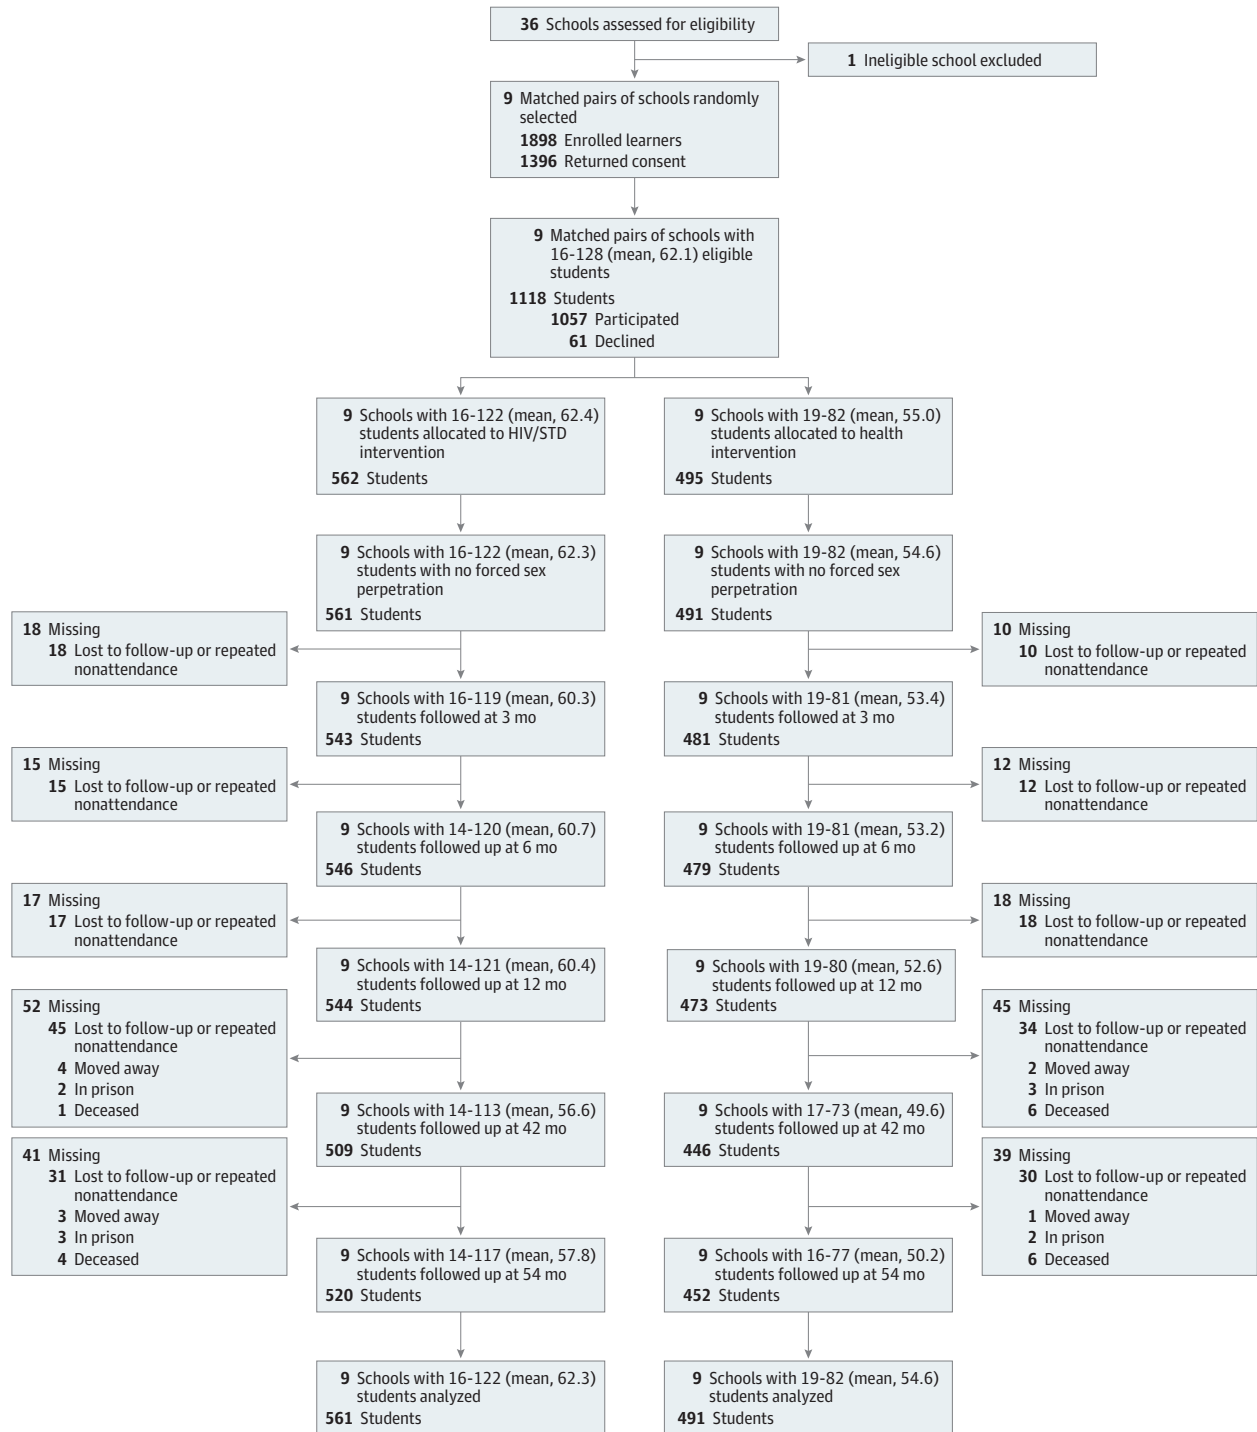 36 Schools assessed for eligibility
1 Ineligible school excluded
9 Matched pairs of schools randomly
selected
1898 Enrolled learners
1396 Returned consent
9 Matched pairs of schools with
16-128 (mean, 62.1) eligible
students
1118 Students
1057 Participated
61 Declined
9 Schools with 16-122 (mean, 62.4)
students allocated to HIV/STD
intervention
562 Students
9 Schools with 19-82 (mean, 55.0)
students allocated to health
intervention
495 Students
9 Schools with 16-122 (mean, 62.3)
students with no forced sex
perpetration
561 Students
9 Schools with 19-82 (mean, 54.6)
students with no forced sex
perpetration
491 Students
18 Missing
18 Lost to follow-up or repeated
nonattendance
10 Missing
10 Lost to follow-up or repeated
nonattendance
9 Schools with 16-119 (mean, 60.3)
students followed at 3 mo
543 Students
9 Schools with 19-81 (mean, 53.4)
students followed at 3 mo
481 Students
15 Missing
15 Lost to follow-up or repeated
nonattendance
12 Missing
12 Lost to follow-up or repeated
nonattendance
9 Schools with 14-120 (mean, 60.7)
students followed up at 6 mo
546 Students
9 Schools with 19-81 (mean, 53.2)
students followed up at 6 mo
479 Students
17 Missing
17 Lost to follow-up or repeated
nonattendance
18 Missing
18 Lost to follow-up or repeated
nonattendance
9 Schools with 14-121 (mean, 60.4)
students followed up at 12 mo
544 Students
9 Schools with 19-80 (mean, 52.6)
students followed up at 12 mo
473 Students
52 Missing
45 Lost to follow-up or repeated
nonattendance
4 Moved away
2 In prison
1 Deceased
45 Missing
34 Lost to follow-up or repeated
nonattendance
2 Moved away
3 In prison
6 Deceased
9 Schools with 14-113 (mean, 56.6)
students followed up at 42 mo
509 Students
9 Schools with 17-73 (mean, 49.6)
students followed up at 42 mo
446 Students
41 Missing
31 Lost to follow-up or repeated
nonattendance
3 Moved away
3 In prison
4 Deceased
39 Missing
30 Lost to follow-up or repeated
nonattendance
1 Moved away
2 In prison
6 Deceased
9 Schools with 14-117 (mean, 57.8)
students followed up at 54 mo
520 Students
9 Schools with 16-77 (mean, 50.2)
students followed up at 54 mo
452 Students
9 Schools with 16-122 (mean, 62.3)
students analyzed
561 Students
9 Schools with 19-82 (mean, 54.6)
students analyzed
491 Students